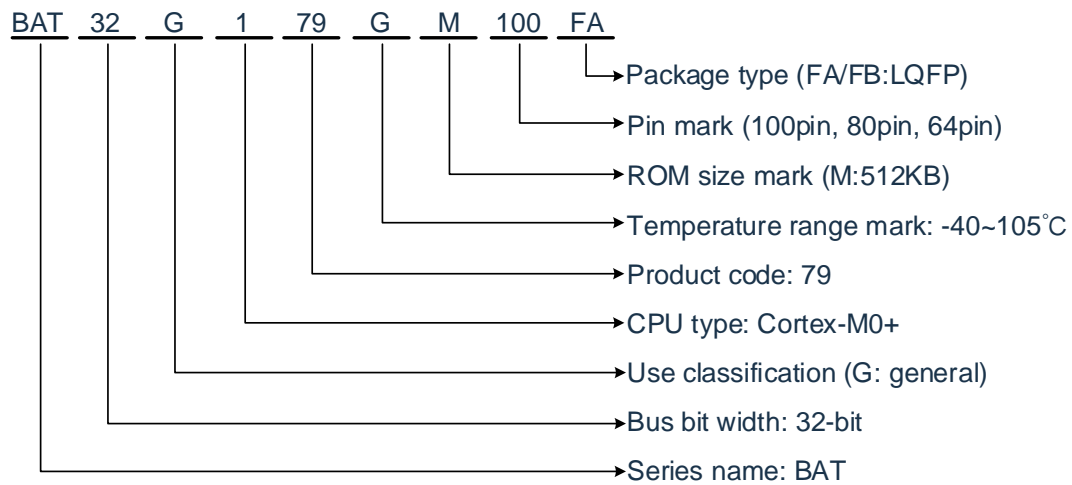 BAT 32 G 1 79 G M 100 FA
Package type (FA/FB:LQFP)
Pin mark (100pin, 80pin, 64pin)
ROM size mark (M:512KB)
Temperature range mark: -40~105℃
Product code: 79
CPU type: Cortex-M0+
Use classification (G: general)
Bus bit width: 32-bit
Series name: BAT